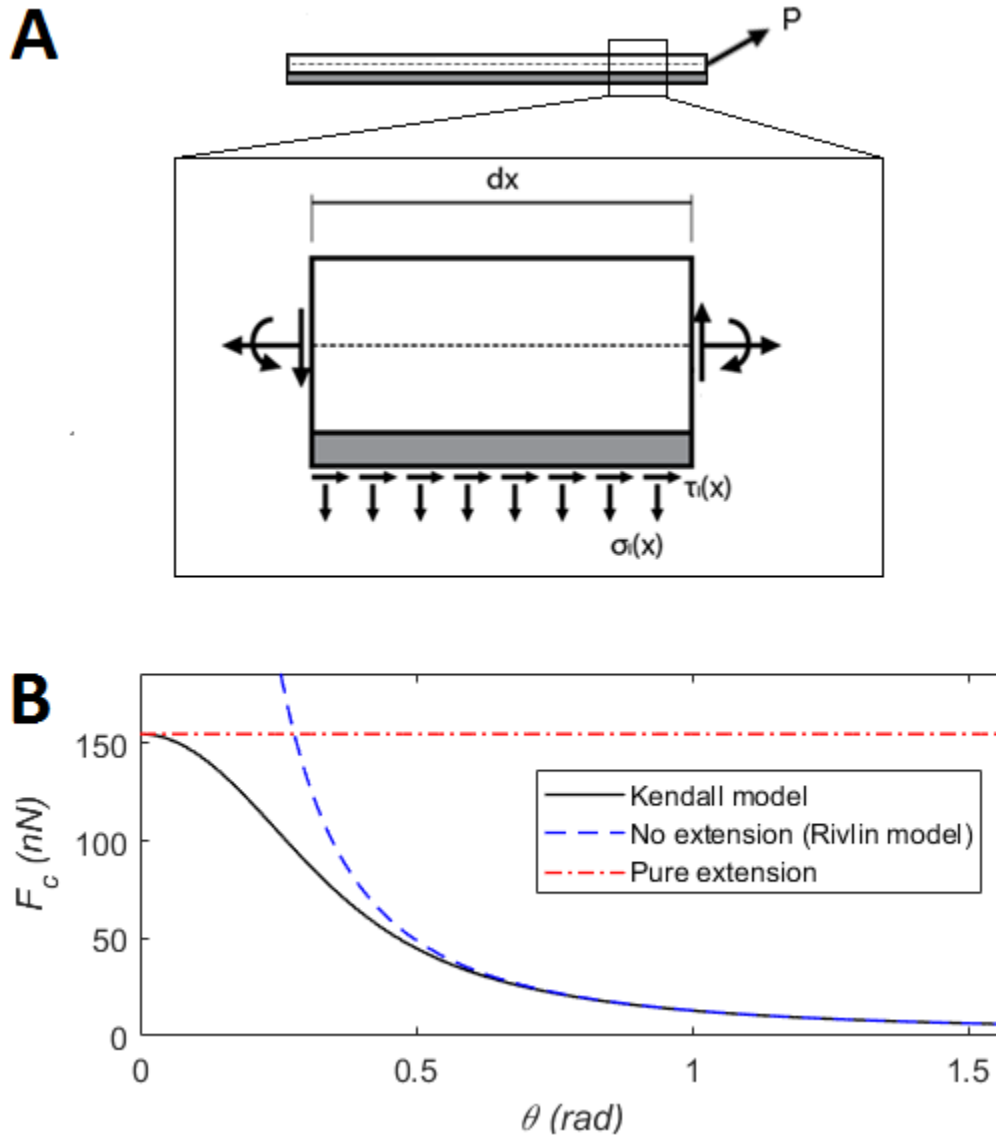 A
P
dx
τᵢ(x)
σᵢ(x)
B
150
100
50
0
F_c (nN)
Kendall model
No extension (Rivlin model)
Pure extension
0 0.5 1 1.5
θ (rad)